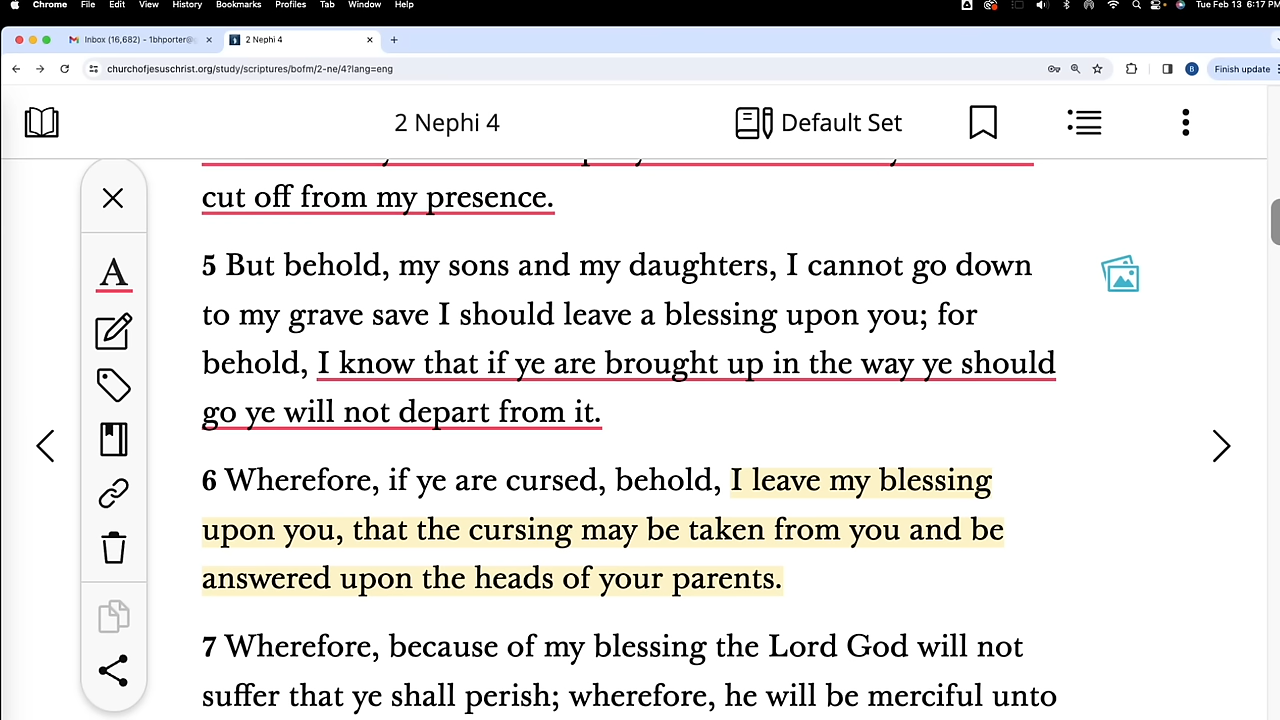 Chrome File Edit View History Bookmarks Profiles Tab Window Help Tue Feb 13 6:17 PM
Inbox (16,682) - 1bhporter@ 2 Nephi 4
churchofjesuschrist.org/study/scriptures/bofm/2-ne/4?lang=eng B Finish update
2 Nephi 4 Default Set
cut off from my presence.
A
5 But behold, my sons and my daughters, I cannot go down
to my grave save I should leave a blessing upon you; for
behold, I know that if ye are brought up in the way ye should
go ye will not depart from it.
6 Wherefore, if ye are cursed, behold, I leave my blessing
upon you, that the cursing may be taken from you and be
answered upon the heads of your parents.
7 Wherefore, because of my blessing the Lord God will not
suffer that ye shall perish; wherefore, he will be merciful unto